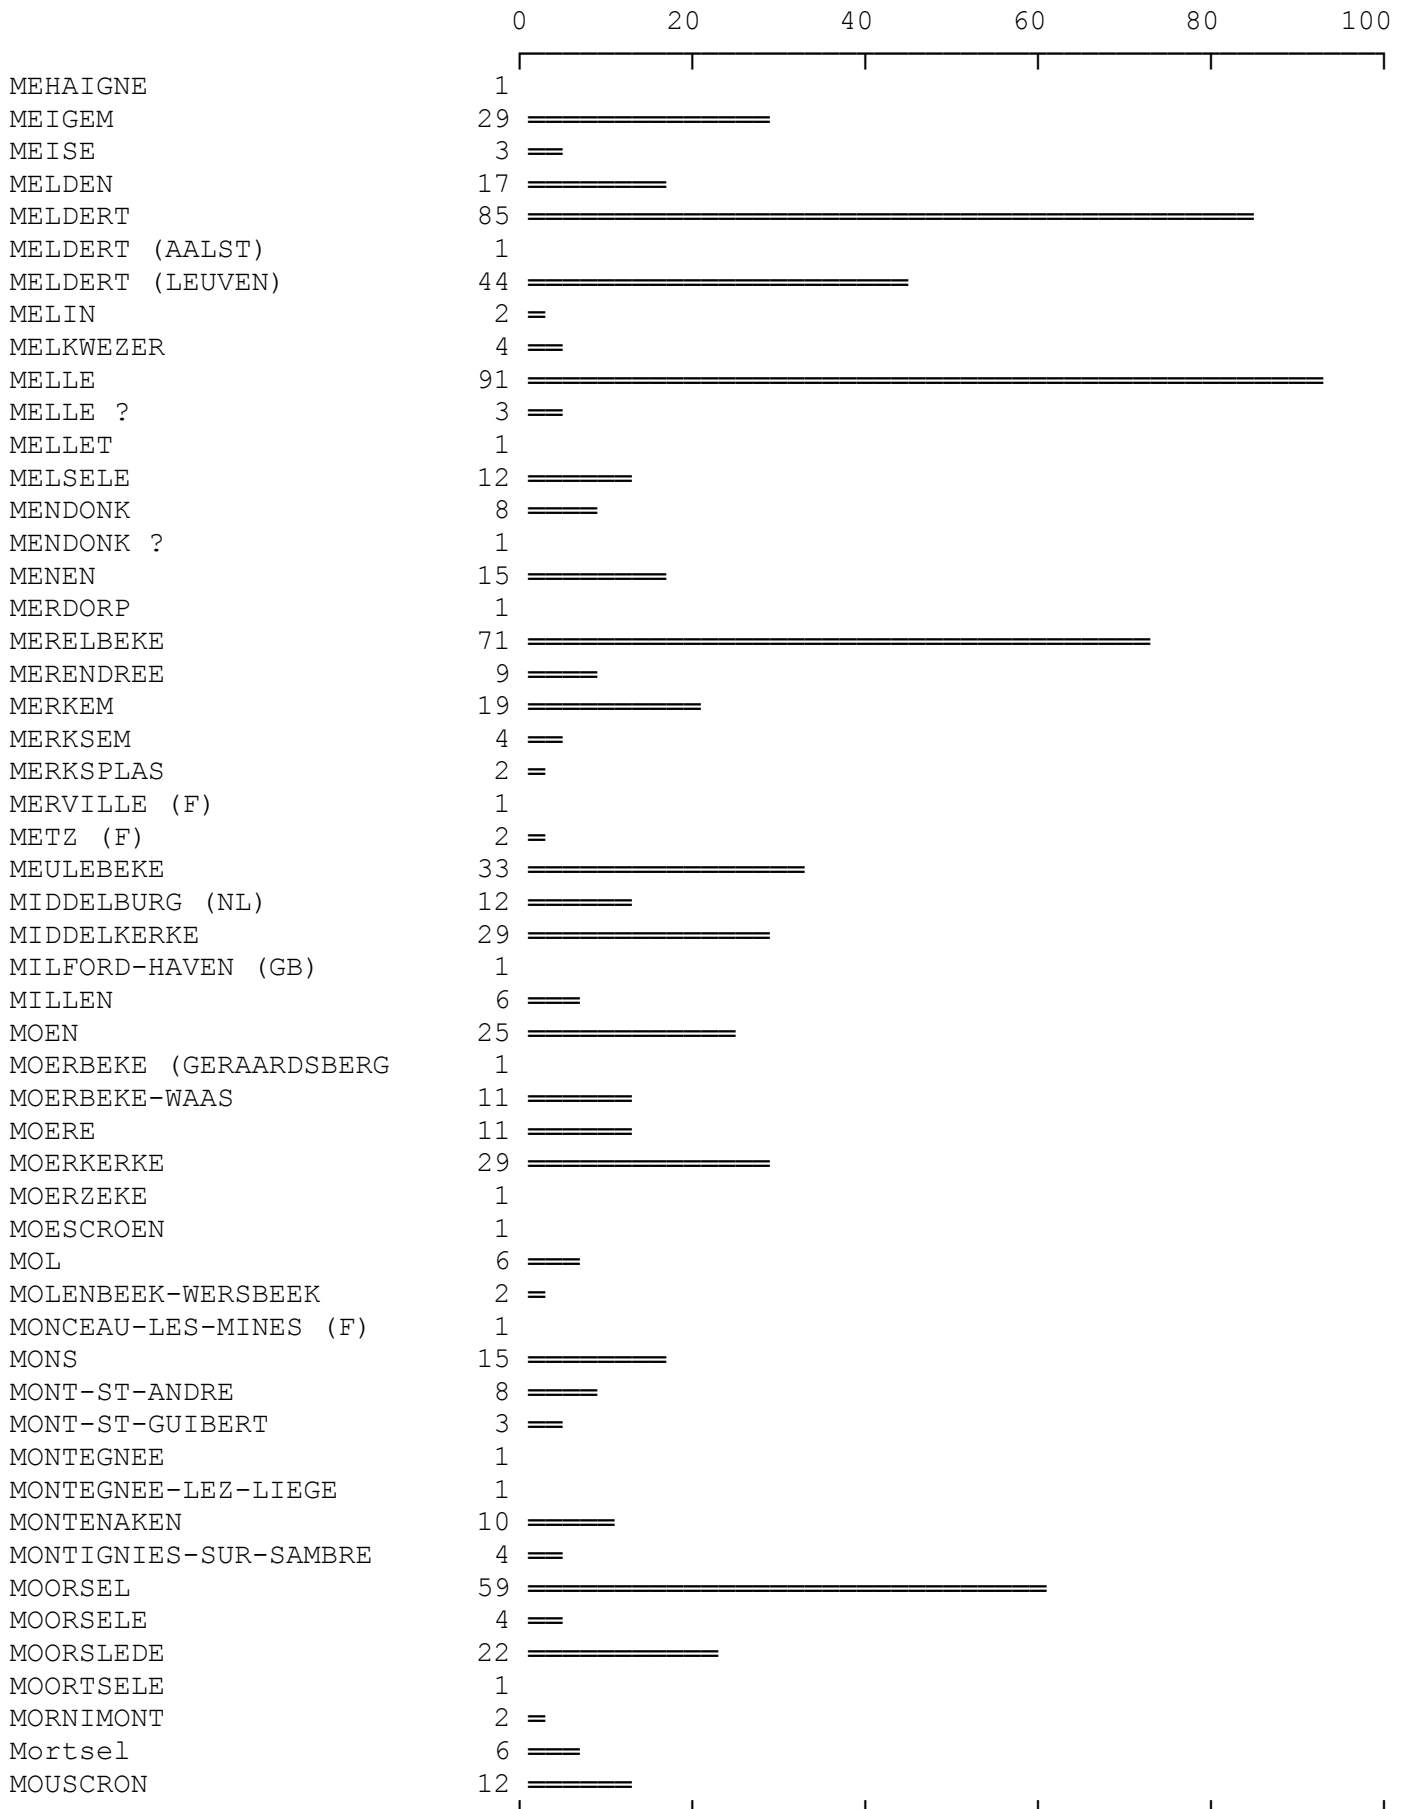 0 20 40 60 80 100
MEHAIGNE 1
MEIGEM 29
MEISE 3
MELDEN 17
MELDERT 85
MELDERT (AALST) 1
MELDERT (LEUVEN) 44
MELIN 2
MELKWEZER 4
MELLE 91
MELLE ? 3
MELLET 1
MELSELE 12
MENDONK 8
MENDONK ? 1
MENEN 15
MERDORP 1
MERELBEKE 71
MERENDREE 9
MERKEM 19
MERKSEM 4
MERKSPLAS 2
MERVILLE (F) 1
METZ (F) 2
MEULEBEKE 33
MIDDELBURG (NL) 12
MIDDELKERKE 29
MILFORD-HAVEN (GB) 1
MILLEN 6
MOEN 25
MOERBEKE (GERAARDSBERG 1
MOERBEKE-WAAS 11
MOERE 11
MOERKERKE 29
MOERZEKE 1
MOESCROEN 1
MOL 6
MOLENBEEK-WERSBEEK 2
MONCEAU-LES-MINES (F) 1
MONS 15
MONT-ST-ANDRE 8
MONT-ST-GUIBERT 3
MONTEGNEE 1
MONTEGNEE-LEZ-LIEGE 1
MONTENAKEN 10
MONTIGNIES-SUR-SAMBRE 4
MOORSEL 59
MOORSELE 4
MOORSLEDE 22
MOORTSELE 1
MORNIMONT 2
Mortsel 6
MOUSCRON 12